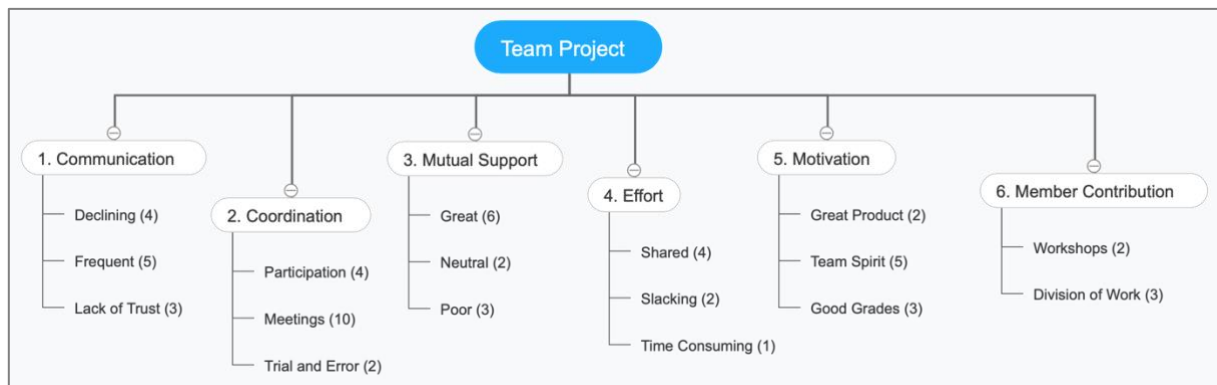 Team Project
1. Communication
Declining (4)
Frequent (5)
Lack of Trust (3)
2. Coordination
Participation (4)
Meetings (10)
Trial and Error (2)
3. Mutual Support
Great (6)
Neutral (2)
Poor (3)
4. Effort
Shared (4)
Slacking (2)
Time Consuming (1)
5. Motivation
Great Product (2)
Team Spirit (5)
Good Grades (3)
6. Member Contribution
Workshops (2)
Division of Work (3)